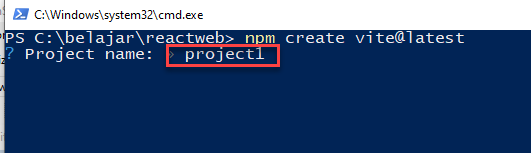 C:\Windows\system32\cmd.exe
PS C:\belajar\reactweb> npm create vite@latest
? Project name: › project1